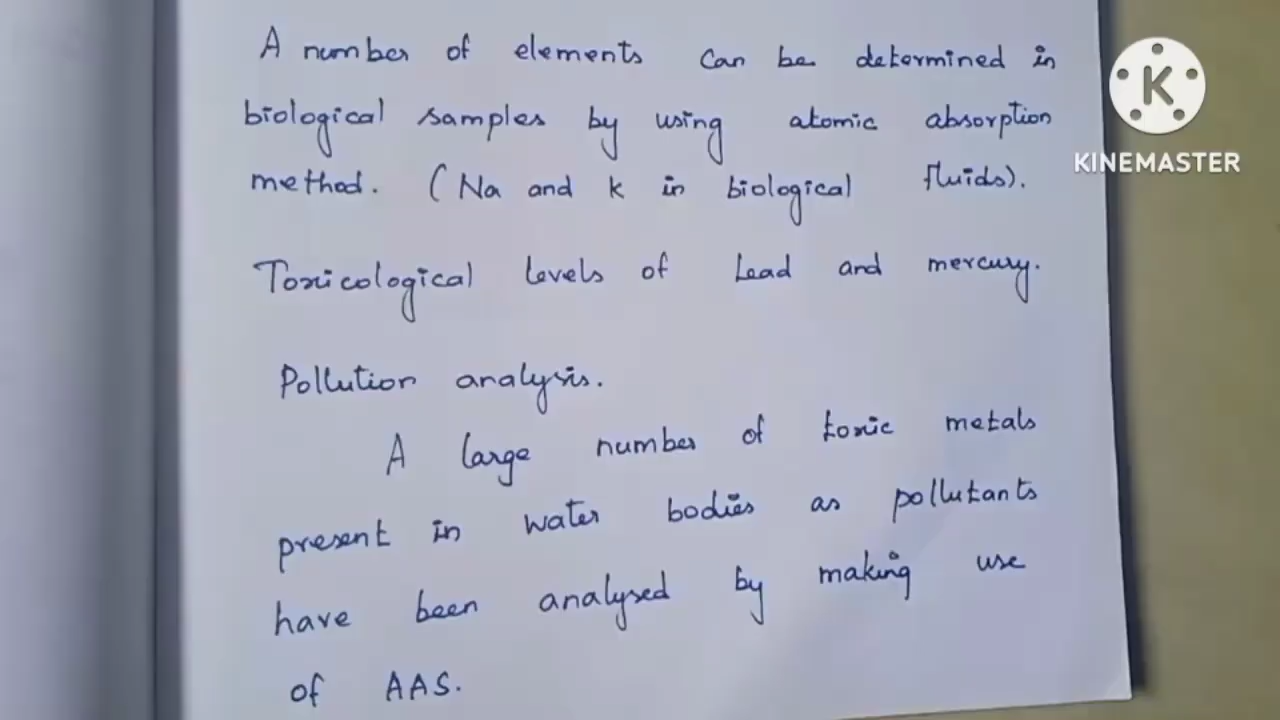 A number of elements can be determined in
biological samples by using atomic absorption
method. (Na and K in biological fluids).
Toxicological levels of Lead and mercury.
Pollution analysis.
A large number of toxic metals
present in water bodies as pollutants
have been analysed by making use
of AAS.
K
KINEMASTER